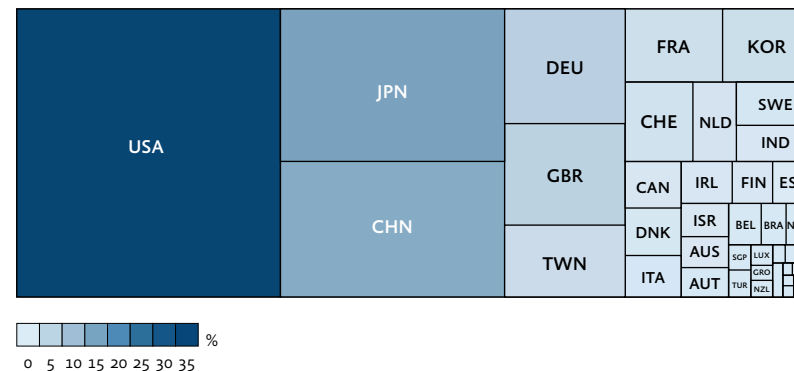 USA
JPN
CHN
DEU
GBR
TWN
FRA
KOR
CHE
NLD
SWE
IND
CAN
IRL
FIN
ES
DNK
ISR
BEL
BRA
N
AUS
ITA
AUT
SGP
LUX
GRO
TUR
NZL
%
0 5 10 15 20 25 30 35